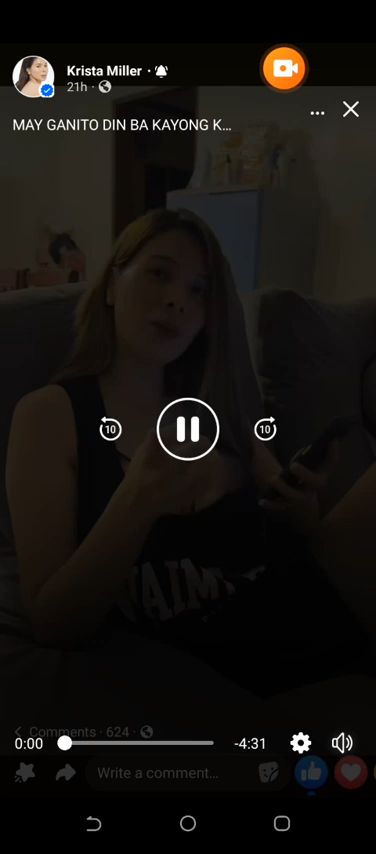 Krista Miller ·
21h ·
MAY GANITO DIN BA KAYONG K...
10
10
Comments · 624 ·
0:00
-4:31
Write a comment...